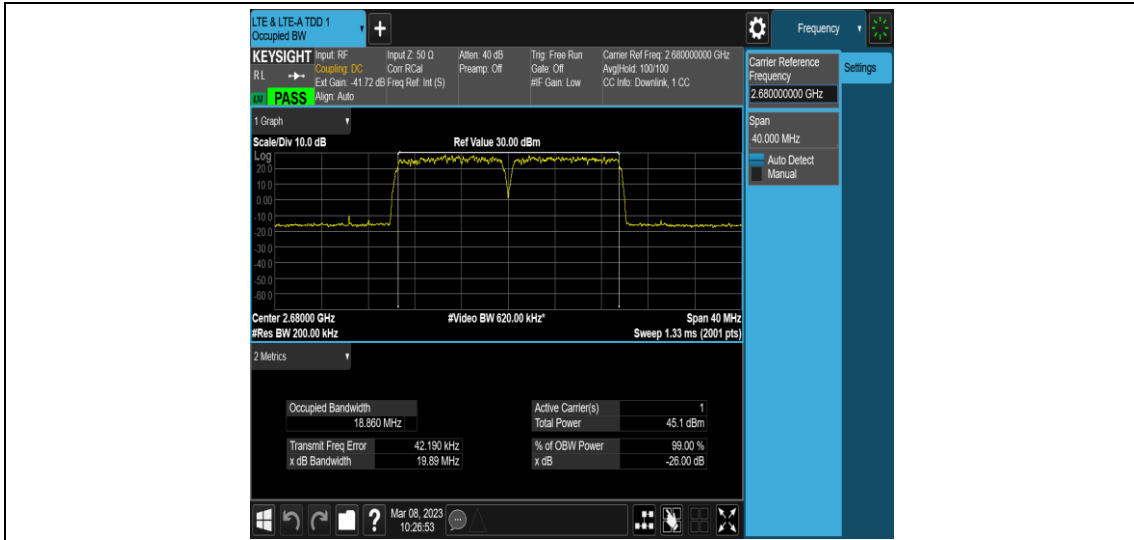 LTE & LTE-A TDD 1
Occupied BW
+
Frequency
KEYSIGHT
RL
PASS
Input: RF
Coupling: DC
Ext Gain: -41.72 dB
Align: Auto
Input Z: 50 Ω
Corr RCal
Freq Ref: Int (S)
Atten: 40 dB
Preamp: Off
Trig: Free Run
Gate: Off
#IF Gain: Low
Carrier Ref Freq: 2.680000000 GHz
Avg|Hold: 100/100
CC Info: Downlink, 1 CC
Carrier Reference
Frequency
2.680000000 GHz
Settings
Span
40.000 MHz
Auto Detect
Manual
1 Graph
Scale/Div 10.0 dB
Ref Value 30.00 dBm
Log
20.0
10.0
0.00
-10.0
-20.0
-30.0
-40.0
-50.0
-60.0
Center 2.68000 GHz
#Video BW 620.00 kHz*
Span 40 MHz
#Res BW 200.00 kHz
Sweep 1.33 ms (2001 pts)
2 Metrics
Occupied Bandwidth
18.860 MHz
Active Carrier(s) 1
Total Power 45.1 dBm
Transmit Freq Error 42.190 kHz
x dB Bandwidth 19.89 MHz
% of OBW Power 99.00 %
x dB -26.00 dB
?
Mar 08, 2023
10:26:53